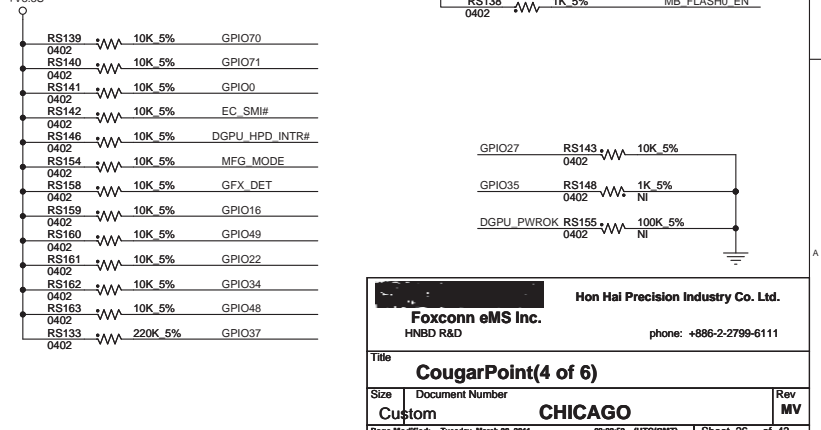 RS138 1K_5% MB_FLASH0_EN
0402
RS139 10K_5% GPIO70
0402
RS140 10K_5% GPIO71
0402
RS141 10K_5% GPIO0
0402
RS142 10K_5% EC_SMI#
0402
RS146 10K_5% DGPU_HPD_INTR#
0402
RS154 10K_5% MFG_MODE
0402
RS158 10K_5% GFX_DET
0402
RS159 10K_5% GPIO16
0402
RS160 10K_5% GPIO49
0402
RS161 10K_5% GPIO22
0402
RS162 10K_5% GPIO34
0402
RS163 10K_5% GPIO48
0402
RS133 220K_5% GPIO37
0402
GPIO27 RS143 10K_5%
0402
GPIO35 RS148 1K_5%
0402 NI
DGPU_PWROK RS155 100K_5%
0402 NI
A
Hon Hai Precision Industry Co. Ltd.
Foxconn eMS Inc.
HNBD R&D phone: +886-2-2799-6111
Title
CougarPoint(4 of 6)
Size Document Number Rev
Custom CHICAGO MV